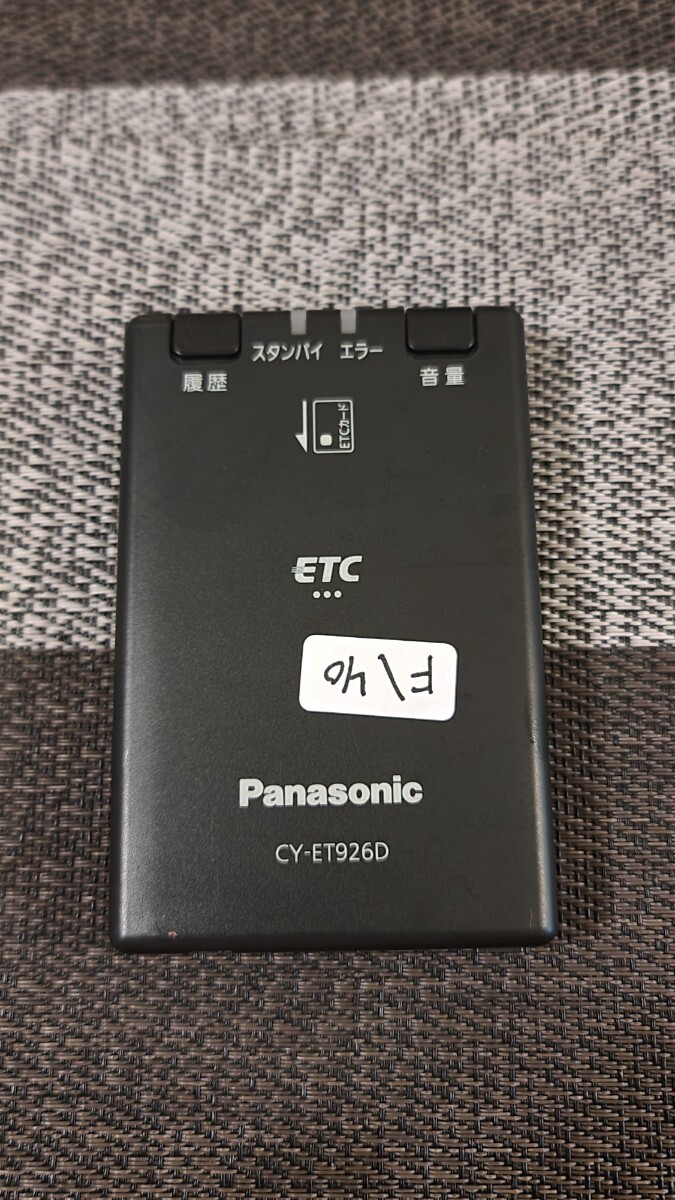 履歴
スタンバイ エラー
音量
ETCカード
ETC
F140
Panasonic
CY-ET926D